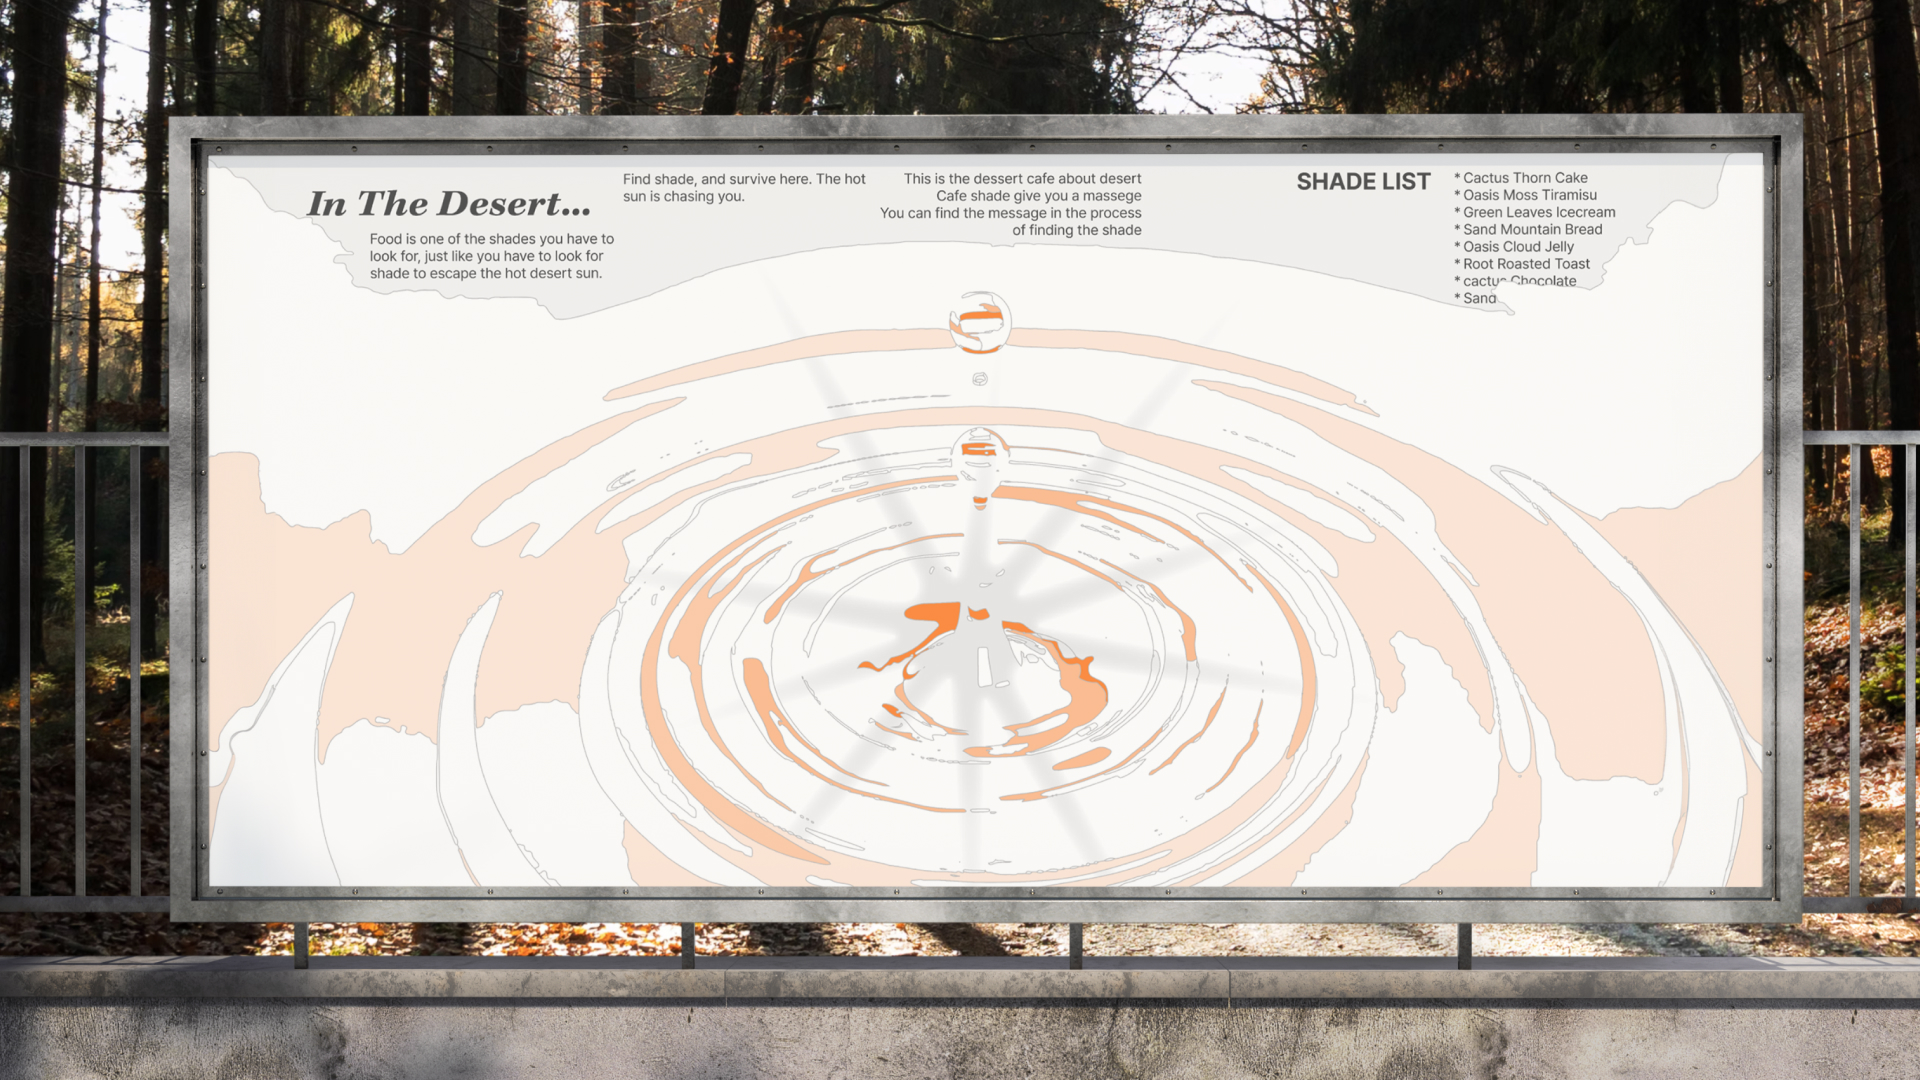 In The Desert...
Food is one of the shades you have to
look for, just like you have to look for
shade to escape the hot desert sun.
Find shade, and survive here. The hot
sun is chasing you.
This is the dessert cafe about desert
Cafe shade give you a massege
You can find the message in the process
of finding the shade
SHADE LIST
* Cactus Thorn Cake
* Oasis Moss Tiramisu
* Green Leaves Icecream
* Sand Mountain Bread
* Oasis Cloud Jelly
* Root Roasted Toast
* cactus Chocolate
* Sand